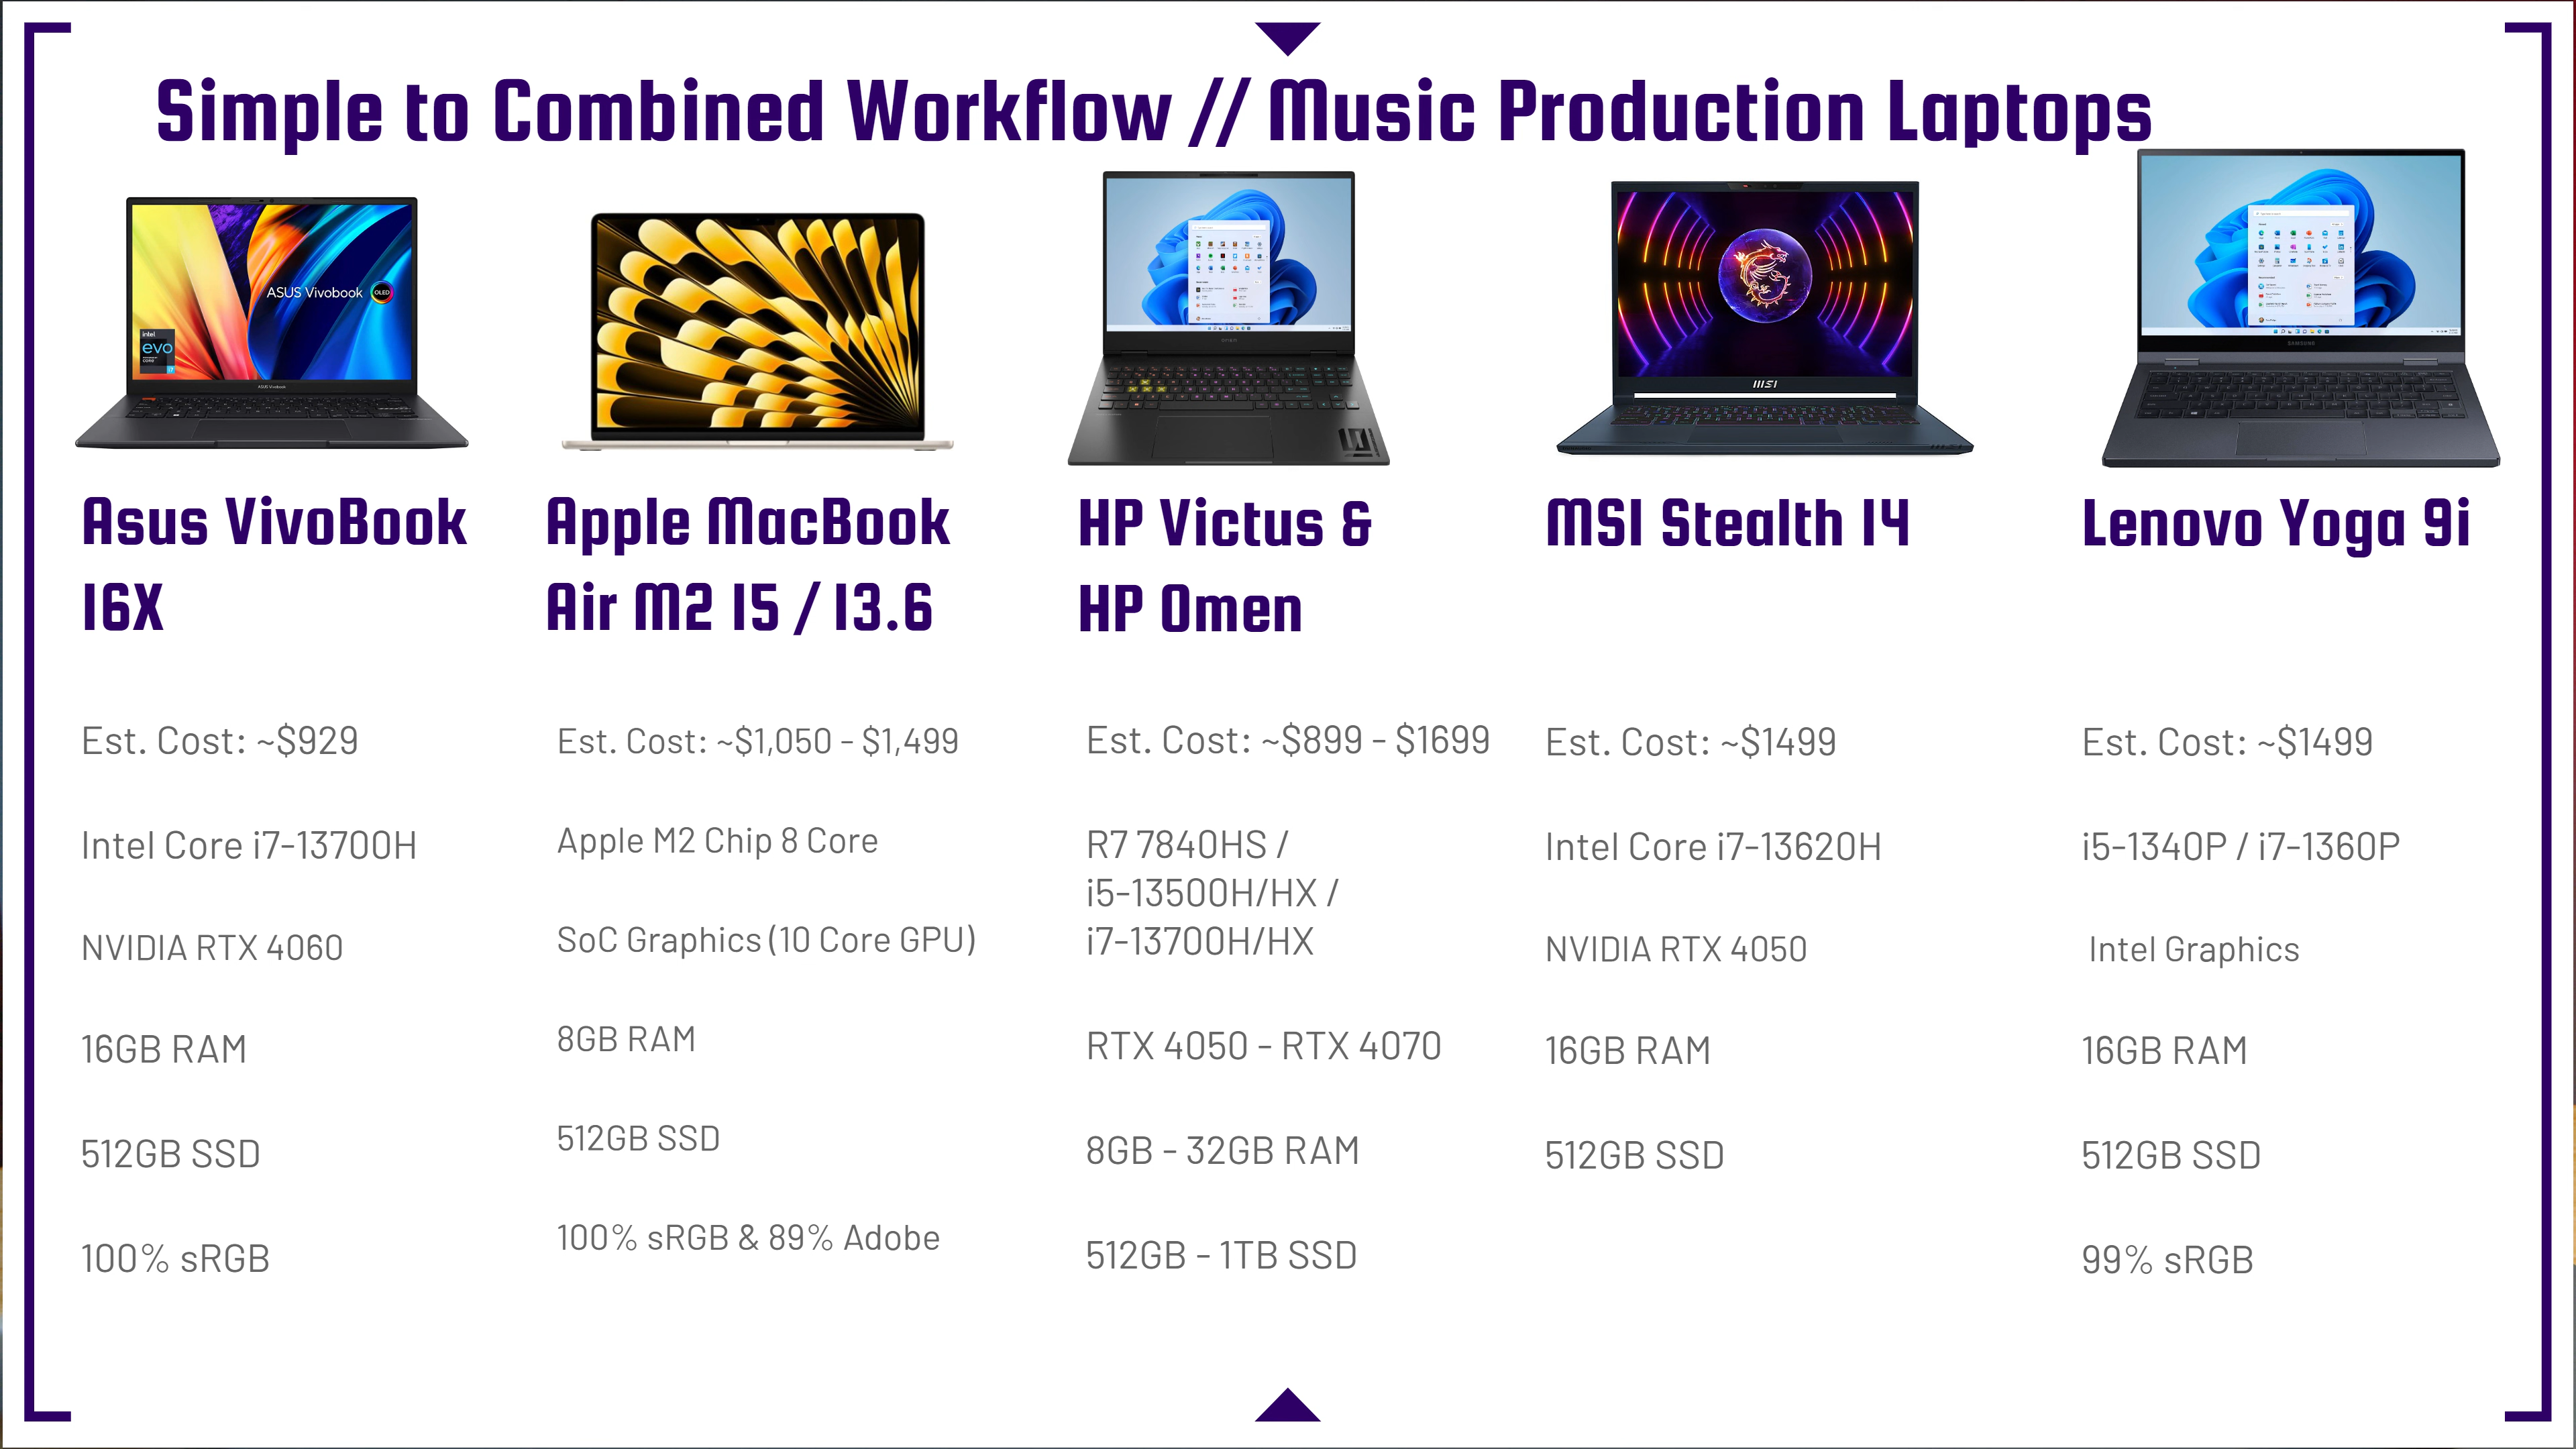 Simple to Combined Workflow // Music Production Laptops
ASUS Vivobook
OLED
intel
evo
CORE
i7
ASUS Vivobook
msi
SAMSUNG
Asus VivoBook
16X
Est. Cost: ~$929
Intel Core i7-13700H
NVIDIA RTX 4060
16GB RAM
512GB SSD
100% sRGB
Apple MacBook
Air M2 15 / 13.6
Est. Cost: ~$1,050 - $1,499
Apple M2 Chip 8 Core
SoC Graphics (10 Core GPU)
8GB RAM
512GB SSD
100% sRGB & 89% Adobe
HP Victus &
HP Omen
Est. Cost: ~$899 - $1699
R7 7840HS /
i5-13500H/HX /
i7-13700H/HX
RTX 4050 - RTX 4070
8GB - 32GB RAM
512GB - 1TB SSD
MSI Stealth 14
Est. Cost: ~$1499
Intel Core i7-13620H
NVIDIA RTX 4050
16GB RAM
512GB SSD
Lenovo Yoga 9i
Est. Cost: ~$1499
i5-1340P / i7-1360P
Intel Graphics
16GB RAM
512GB SSD
99% sRGB